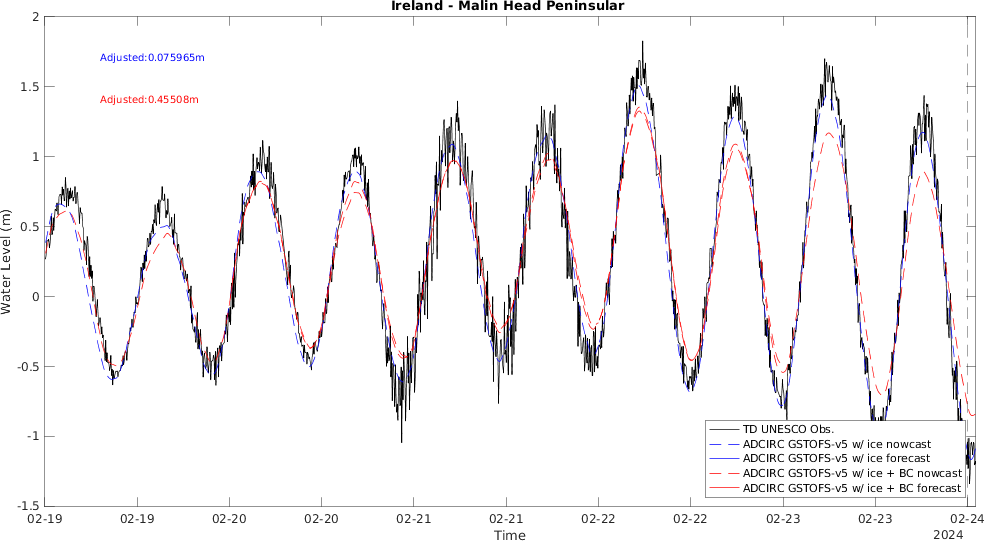 Ireland - Malin Head Peninsular
2
1.5
1
0.5
0
-0.5
-1
-1.5
Water Level (m)
Adjusted:0.075965m
Adjusted:0.45508m
TD UNESCO Obs.
ADCIRC GSTOFS-v5 w/ ice nowcast
ADCIRC GSTOFS-v5 w/ ice forecast
ADCIRC GSTOFS-v5 w/ ice + BC nowcast
ADCIRC GSTOFS-v5 w/ ice + BC forecast
02-19 02-19 02-20 02-20 02-21 02-21 02-22 02-22 02-23 02-23 02-24
Time
2024